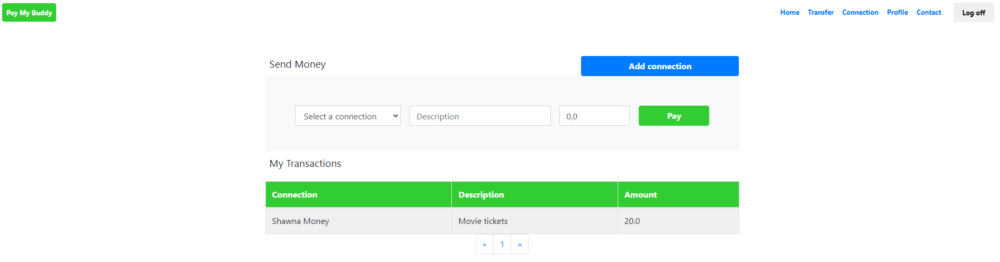 Pay My Buddy Home Transfer Connection Profile Contact Log off
Send Money Add connection
Select a connection Description 0,0 Pay
My Transactions
Connection Description Amount
Shawna Money Movie tickets 20.0
« 1 »